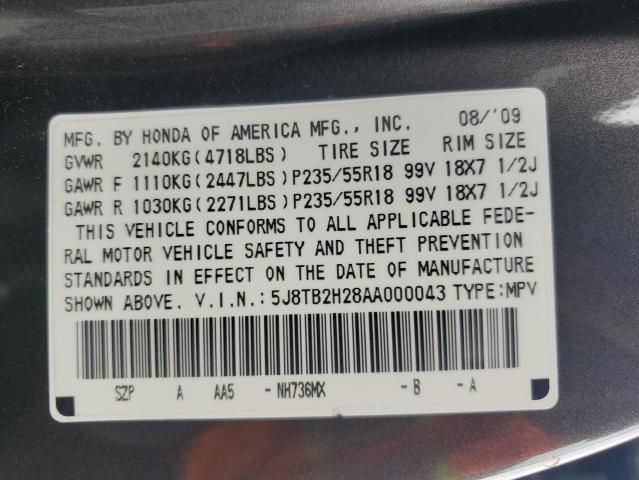 MFG. BY HONDA OF AMERICA MFG., INC. 08/'09
GVWR 2140KG(4718LBS) TIRE SIZE RIM SIZE
GAWR F 1110KG(2447LBS)P235/55R18 99V 18X7 1/2J
GAWR R 1030KG(2271LBS)P235/55R18 99V 18X7 1/2J
THIS VEHICLE CONFORMS TO ALL APPLICABLE FEDE-
RAL MOTOR VEHICLE SAFETY AND THEFT PREVENTION
STANDARDS IN EFFECT ON THE DATE OF MANUFACTURE
SHOWN ABOVE. V.I.N.:5J8TB2H28AA000043 TYPE:MPV
SZP A AA5 -NH736MX -B -A